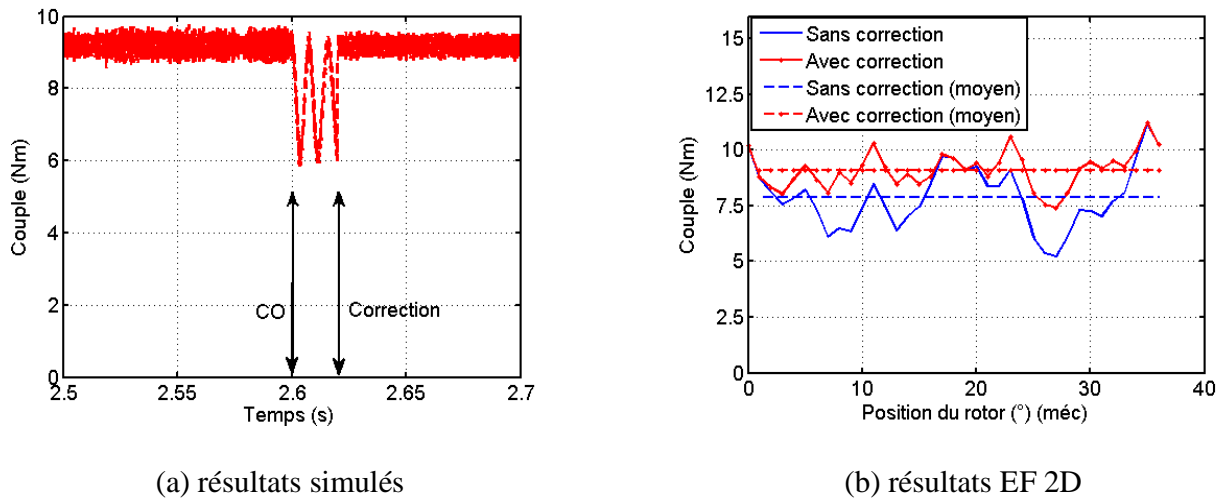 10
8
6
4
2
0
Couple (Nm)
CO
Correction
2.5
2.55
2.6
2.65
2.7
Temps (s)
(a) résultats simulés
15
12.5
10
7.5
5
2.5
0
Couple (Nm)
Sans correction
Avec correction
Sans correction (moyen)
Avec correction (moyen)
0
10
20
30
40
Position du rotor (°) (méc)
(b) résultats EF 2D